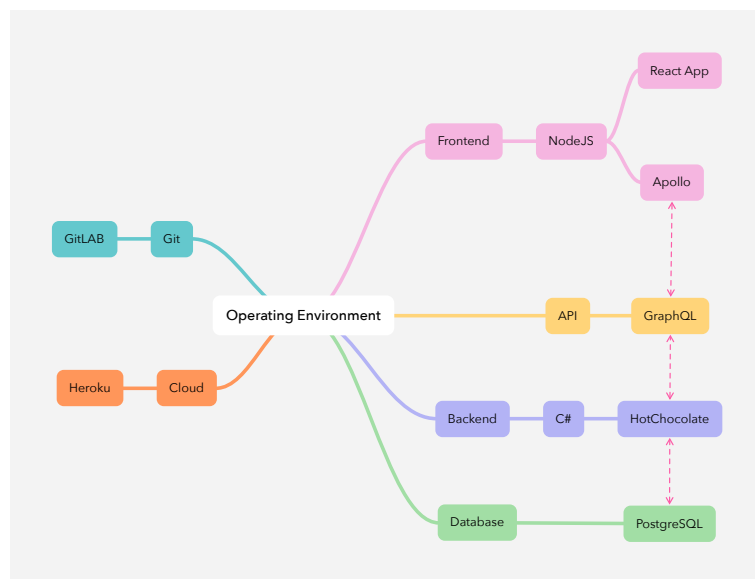 React App
Frontend
NodeJS
Apollo
GitLAB
Git
Operating Environment
API
GraphQL
Heroku
Cloud
Backend
C#
HotChocolate
Database
PostgreSQL